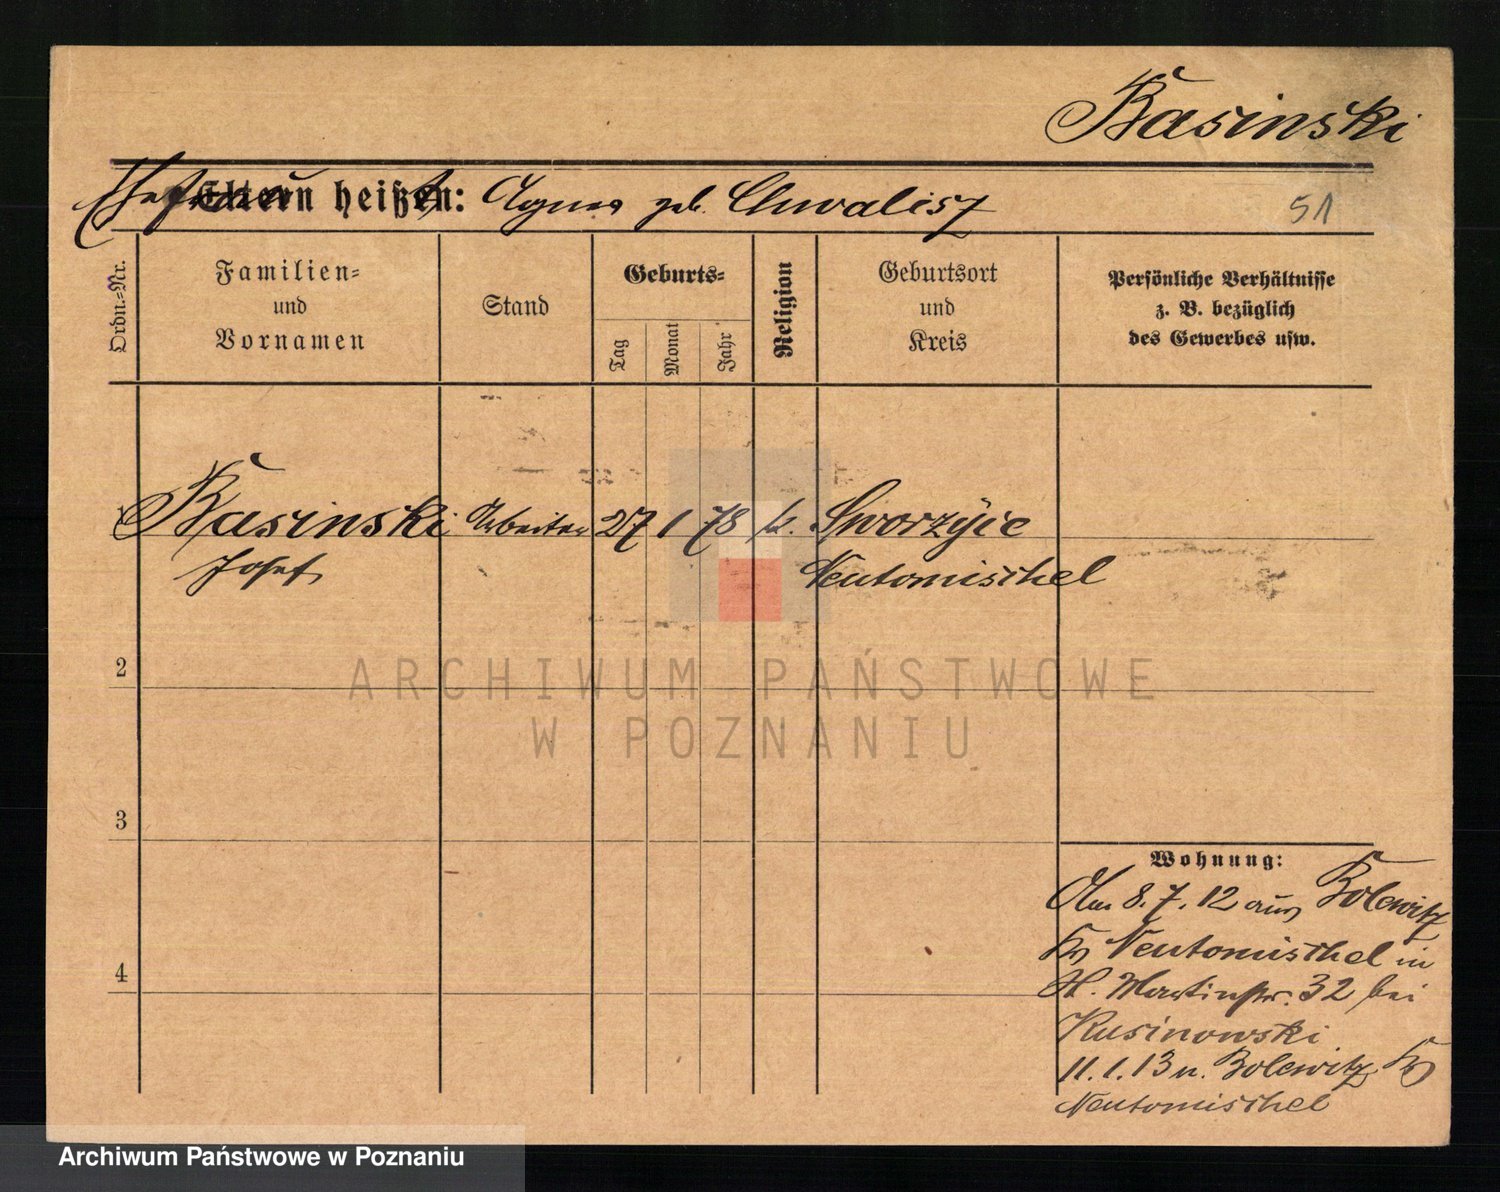 Basinski
Ehefrau Eltern heißen: Agnes geb. Chwalisz
51
Ordn.-Nr.
Familien-
und
Vornamen
Stand
Geburts-
Tag
Monat
Jahr
Religion
Geburtsort
und
Kreis
Persönliche Verhältnisse
z. B. bezüglich
des Gewerbes usw.
1 Basinski Arbeiter 27 1 78 k. Sworzyce
Josef Neutomischel
2
ARCHIWUM PAŃSTWOWE
W POZNANIU
3
Wohnung:
Am 8.7.12 aus Bolewitz
Kr Neutomischel in
St. Martinstr. 32 bei
Kusinowski
11.1.13 n. Bolewitz Kr
Neutomischel
4
Archiwum Państwowe w Poznaniu